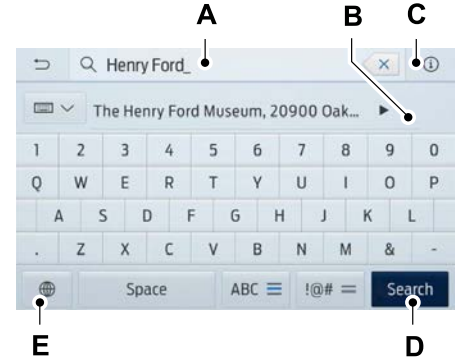 A
B
C
Henry Ford_
The Henry Ford Museum, 20900 Oak...
1 2 3 4 5 6 7 8 9 0
Q W E R T Y U I O P
A S D F G H J K L
. Z X C V B N M & -
Space ABC !@# Search
E
D